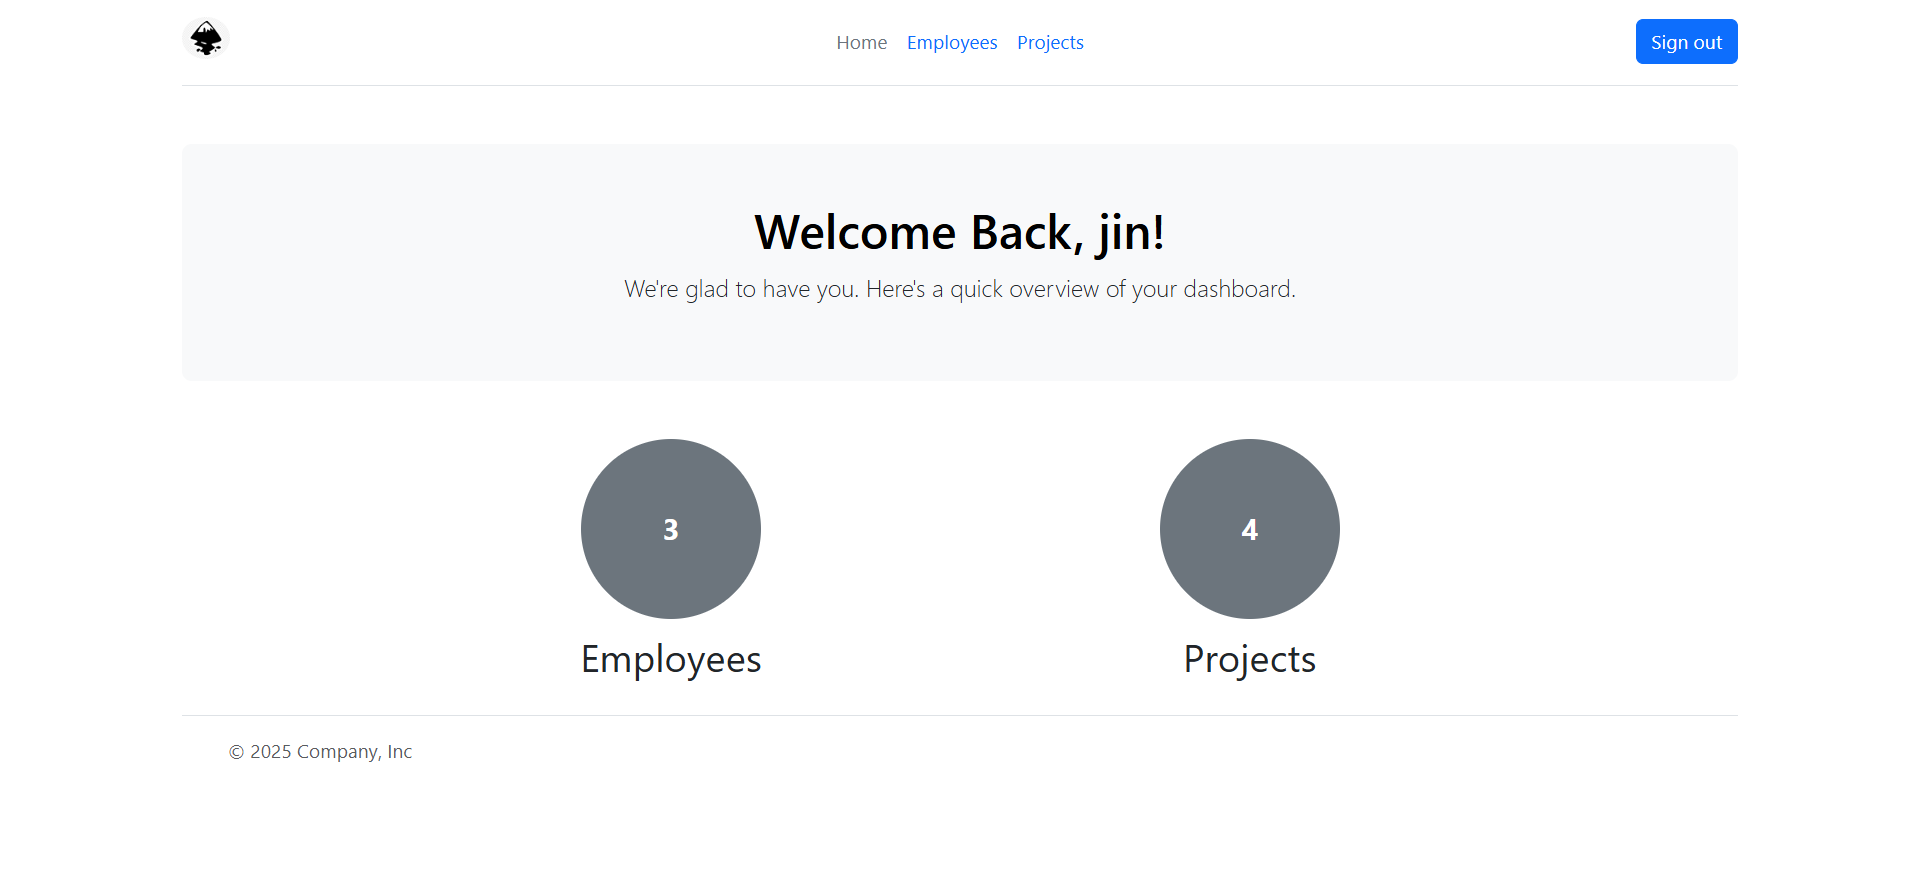 Home Employees Projects Sign out
Welcome Back, jin!
We're glad to have you. Here's a quick overview of your dashboard.
3 4
Employees Projects
© 2025 Company, Inc